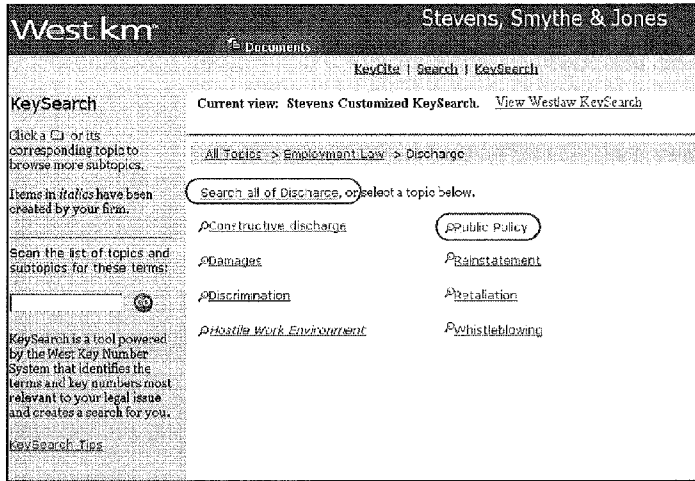 West km
Stevens, Smythe & Jones
Documents
KeyCite | Search | KeySearch
KeySearch
Click a or its
corresponding topic to
browse more subtopics.
Items in italics have been
created by your firm.
Scan the list of topics and
subtopics for these terms:
GO
KeySearch is a tool powered
by the West Key Number
System that identifies the
terms and key numbers most
relevant to your legal issue
and creates a search for you.
KeySearch Tips
Current view: Stevens Customized KeySearch. View Westlaw KeySearch
All Topics > Employment Law > Discharge
Search all of Discharge, or select a topic below.
Constructive discharge
Damages
Discrimination
Hostile Work Environment
Public Policy
Reinstatement
Retaliation
Whistleblowing